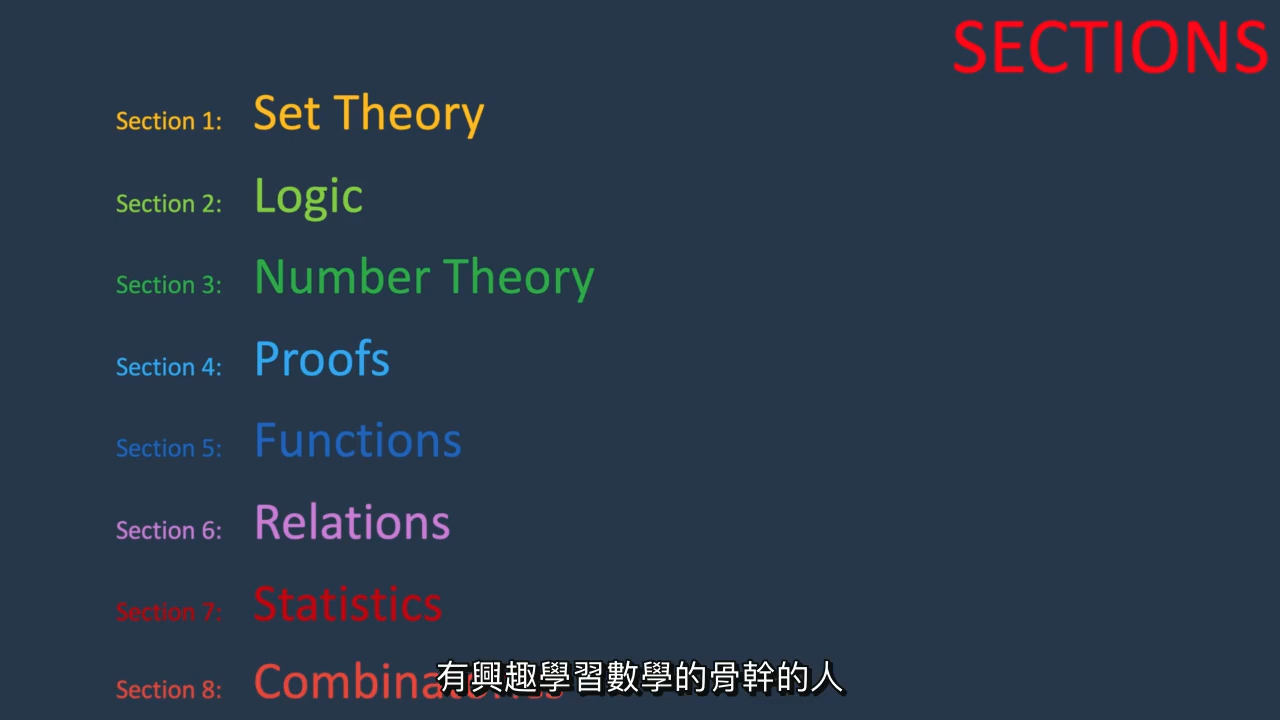 SECTIONS
Section 1: Set Theory
Section 2: Logic
Section 3: Number Theory
Section 4: Proofs
Section 5: Functions
Section 6: Relations
Section 7: Statistics
Section 8:
有興趣學習數學的骨幹的人